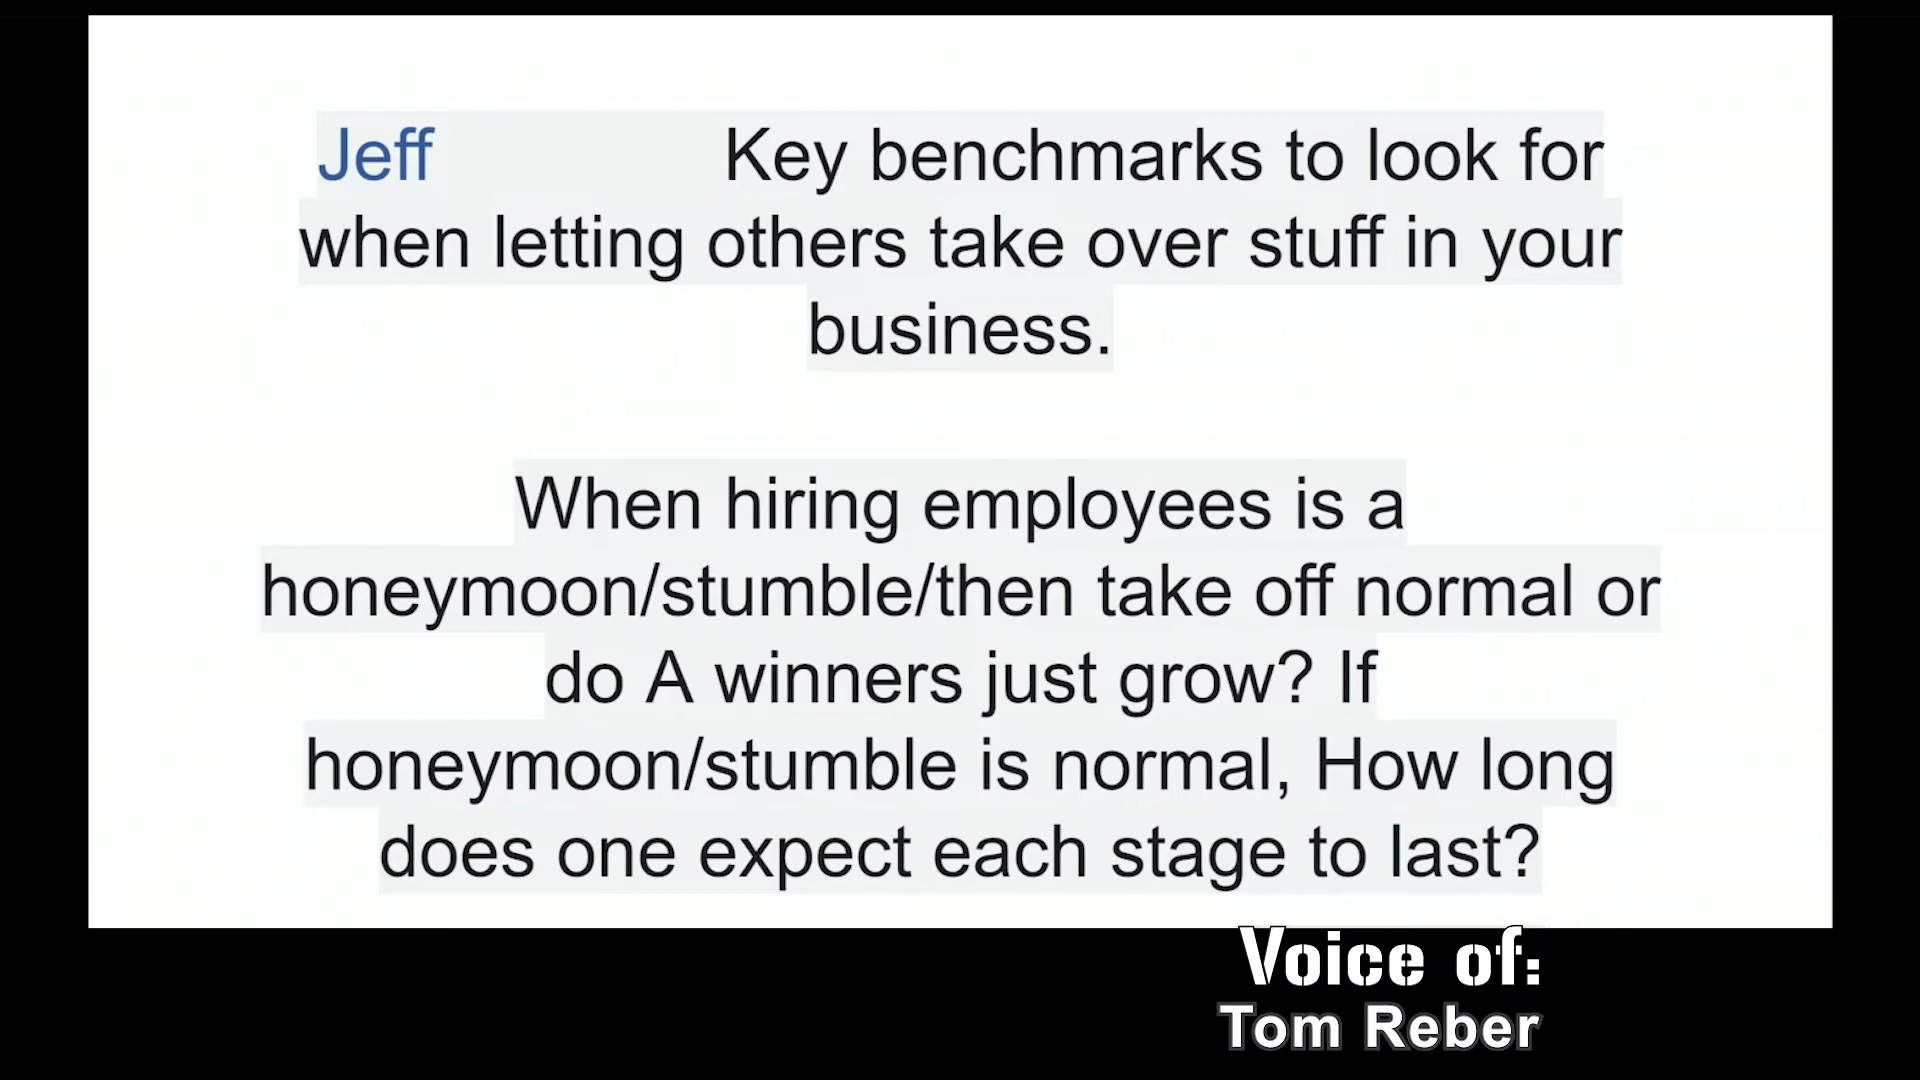 Jeff Key benchmarks to look for
when letting others take over stuff in your
business.
When hiring employees is a
honeymoon/stumble/then take off normal or
do A winners just grow? If
honeymoon/stumble is normal, How long
does one expect each stage to last?
Voice of:
Tom Reber